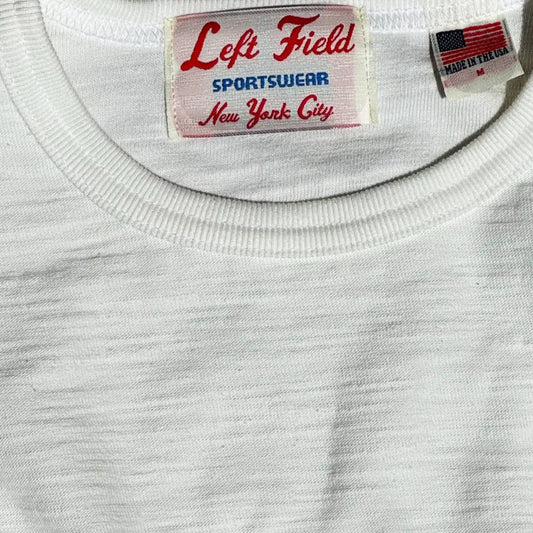 Left Field
SPORTSWEAR
New York City
MADE IN THE USA
M